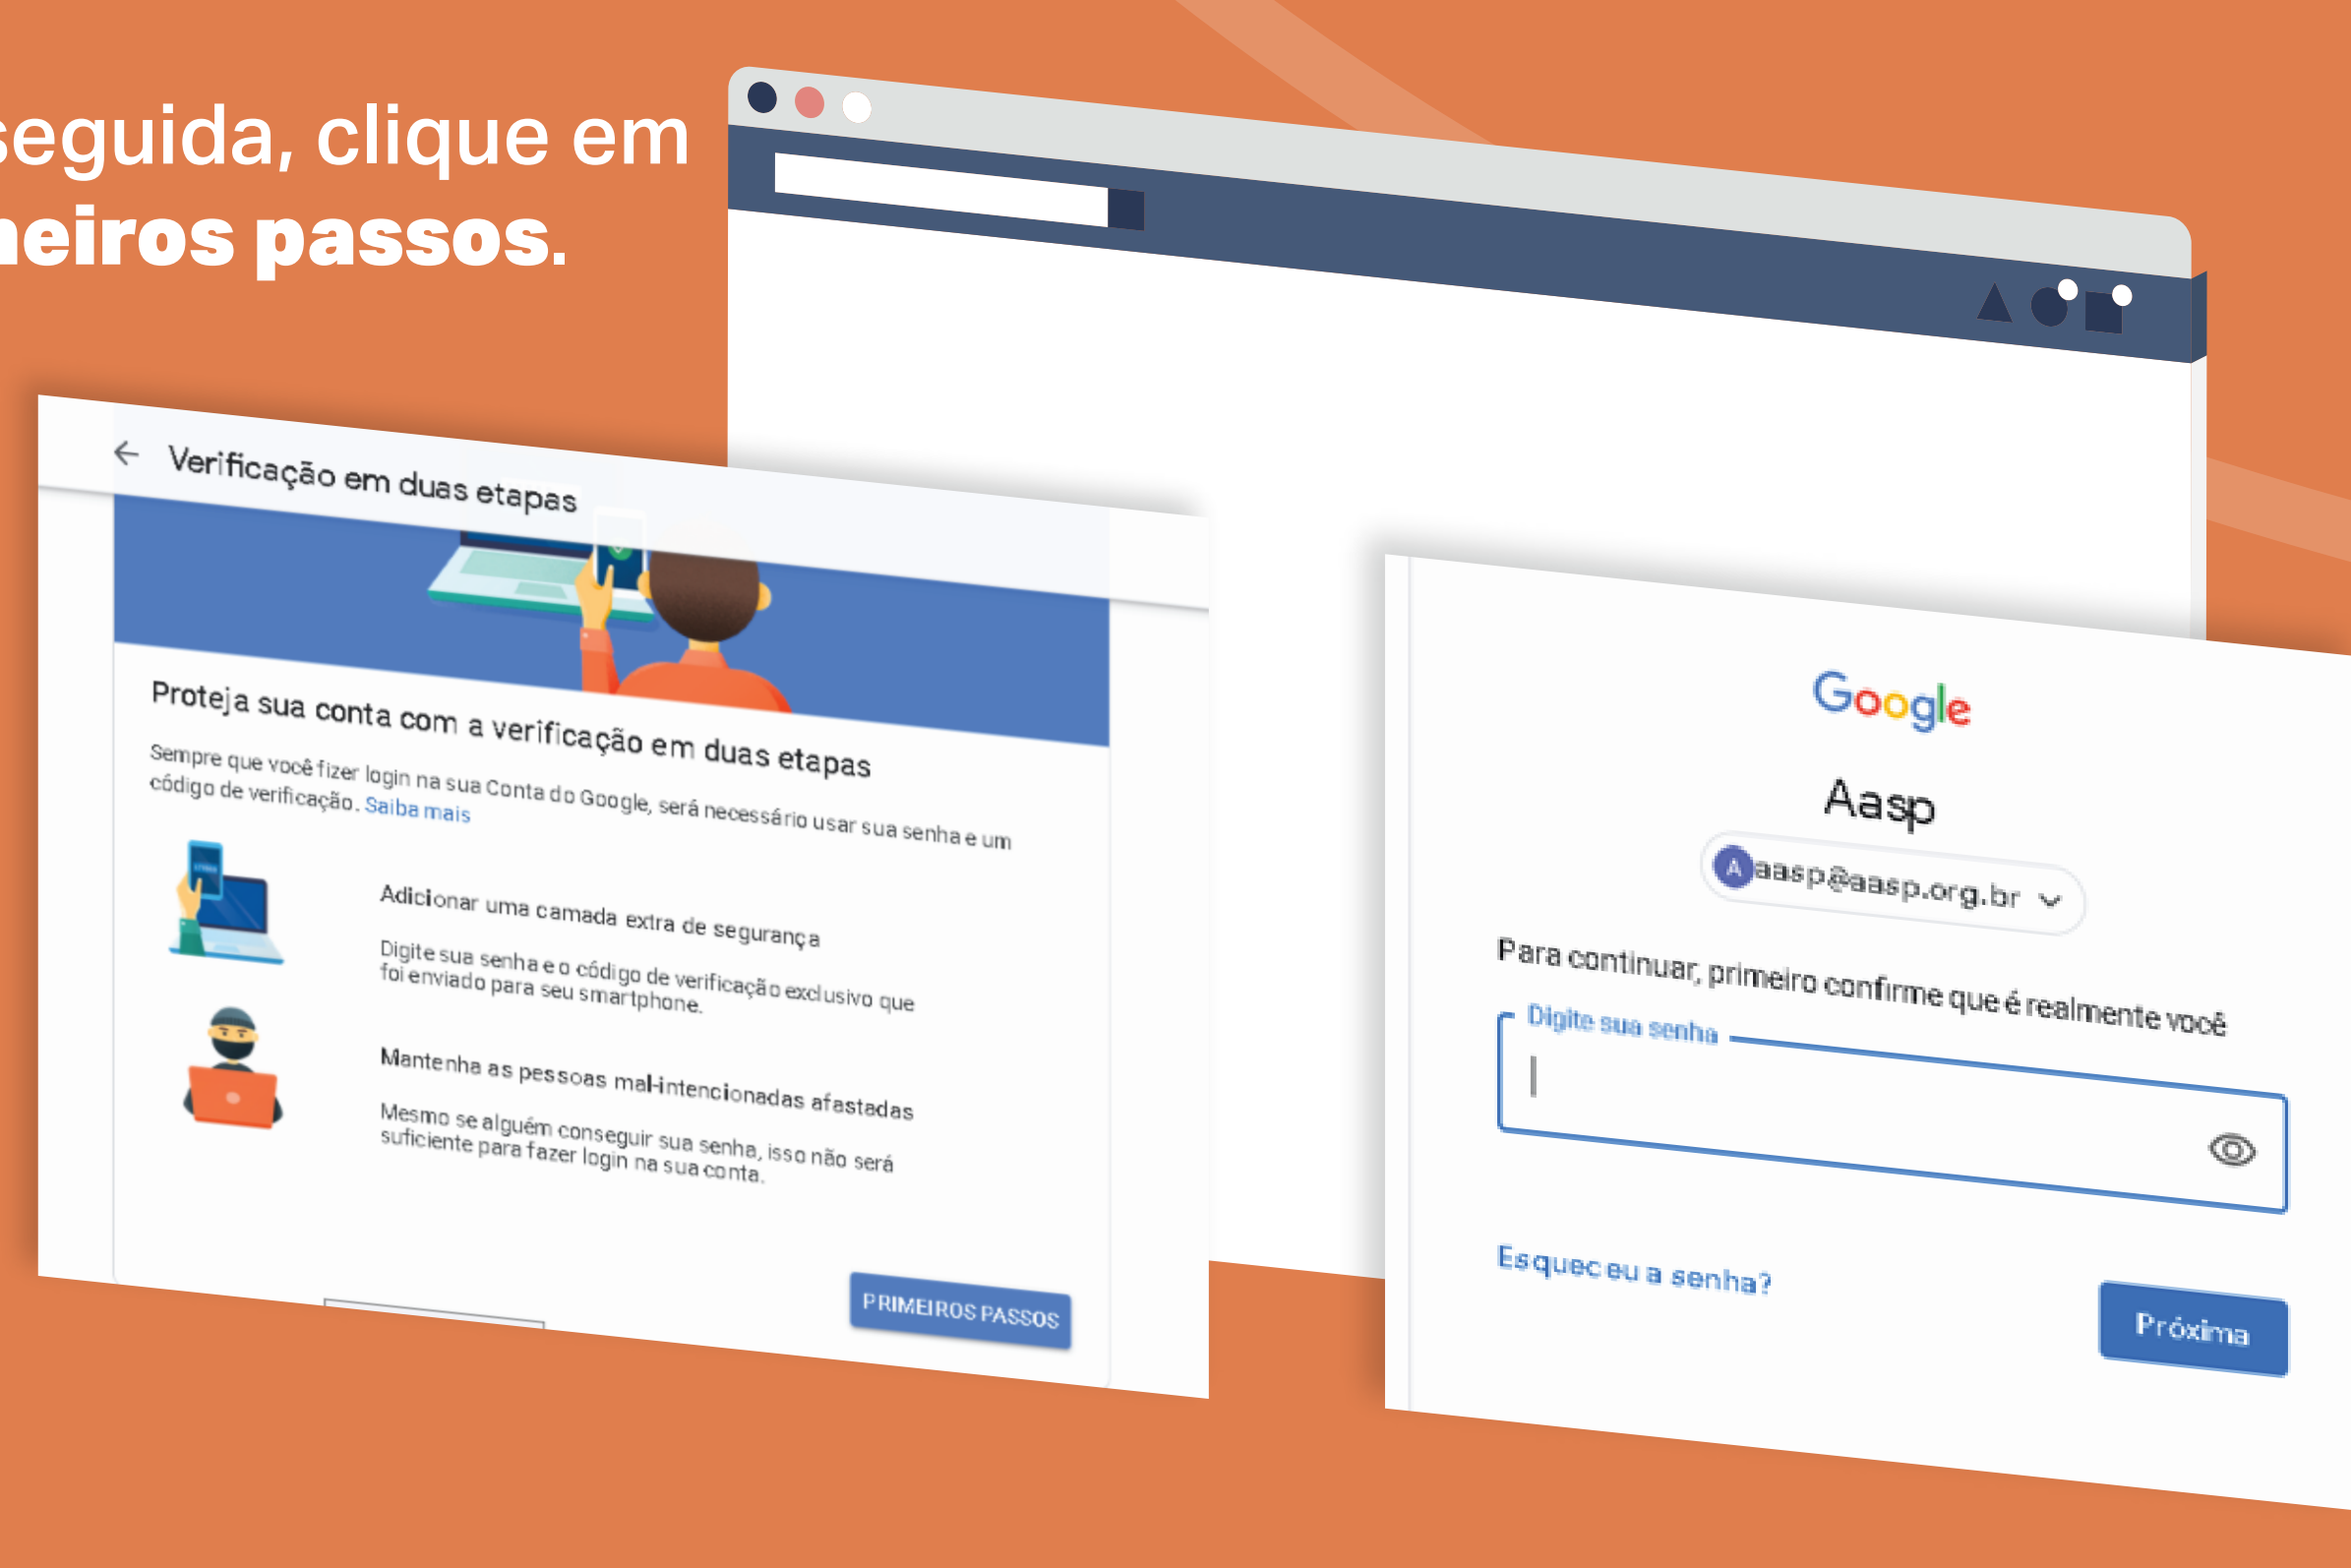 seguida, clique em
neiros passos.
Verificação em duas etapas
Proteja sua conta com a verificação em duas etapas
Sempre que você fizer login na sua Conta do Google, será necessário usar sua senha e um
código de verificação. Saiba mais
Adicionar uma camada extra de segurança
Digite sua senha e o código de verificação exclusivo que
foi enviado para seu smartphone.
Mantenha as pessoas mal-intencionadas afastadas
Mesmo se alguém conseguir sua senha, isso não será
suficiente para fazer login na sua conta.
PRIMEIROS PASSOS
Google
Aasp
A aasp@aasp.org.br
Para continuar, primeiro confirme que é realmente você
Digite sua senha
Esqueceu a senha?
Próxima